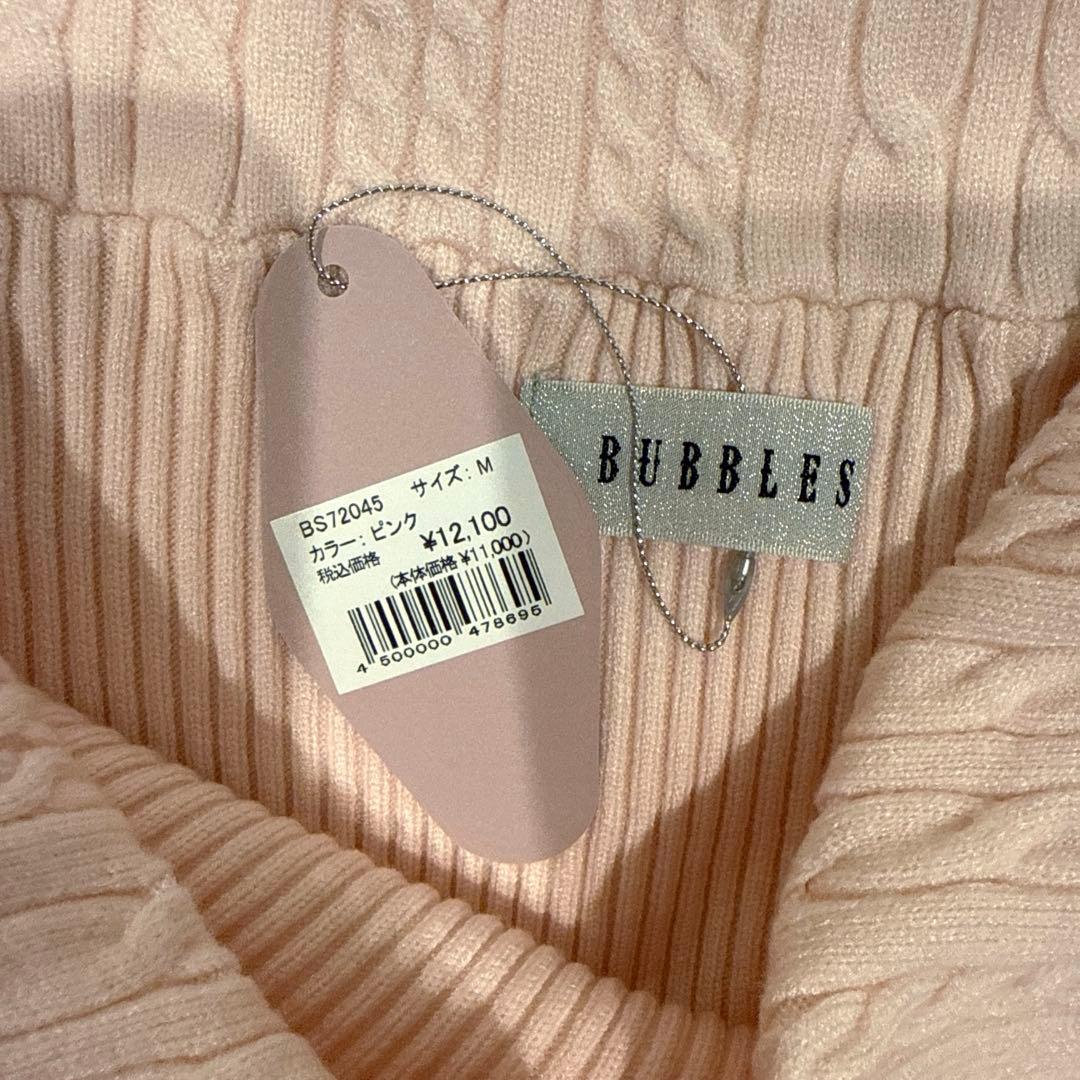 BS72045 サイズ: M
カラー: ピンク
税込価格 ¥12,100
(本体価格 ¥11,000)
4 500000 478695
BUBBLES